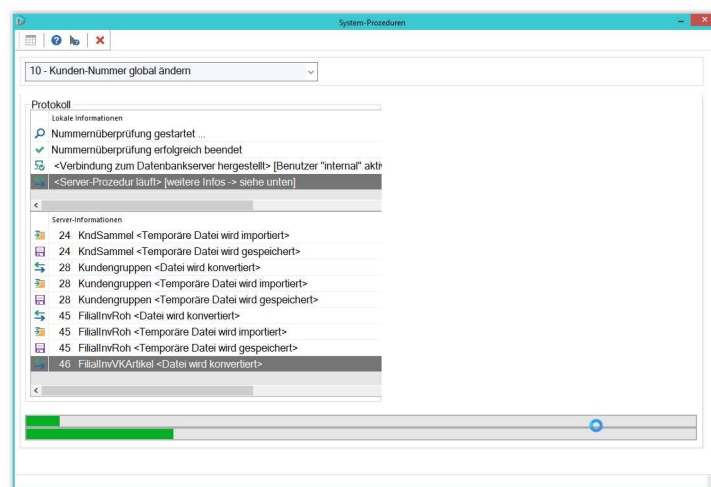 System-Prozeduren
10 - Kunden-Nummer global ändern
Protokoll
Lokale Informationen
Nummernüberprüfung gestartet ...
Nummernüberprüfung erfolgreich beendet
<Verbindung zum Datenbankserver hergestellt> [Benutzer "internal" aktiv
<Server-Prozedur läuft> [weitere Infos -> siehe unten]
Server-Informationen
24 KndSammel <Temporäre Datei wird importiert>
24 KndSammel <Temporäre Datei wird gespeichert>
28 Kundengruppen <Datei wird konvertiert>
28 Kundengruppen <Temporäre Datei wird importiert>
28 Kundengruppen <Temporäre Datei wird gespeichert>
45 FilialInvRoh <Datei wird konvertiert>
45 FilialInvRoh <Temporäre Datei wird importiert>
45 FilialInvRoh <Temporäre Datei wird gespeichert>
46 FilialInvVKArtikel <Datei wird konvertiert>